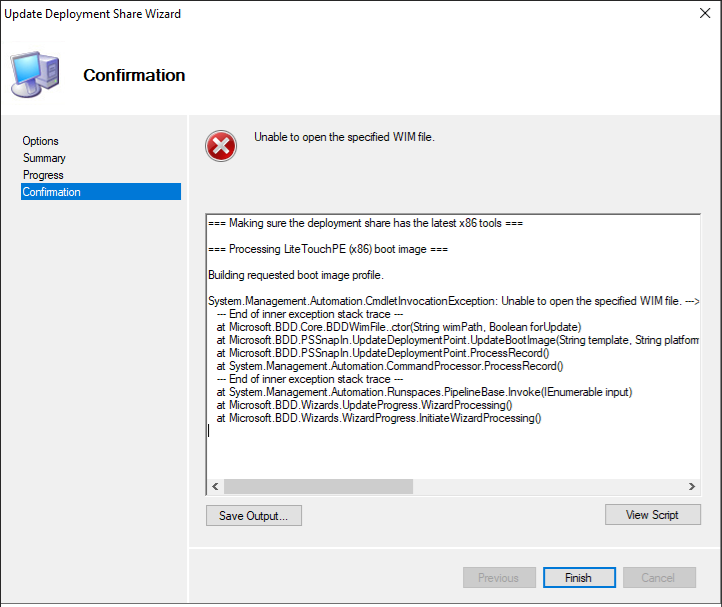 Update Deployment Share Wizard
Confirmation
Options
Summary
Progress
Confirmation
Unable to open the specified WIM file.
=== Making sure the deployment share has the latest x86 tools ===
=== Processing LiteTouchPE (x86) boot image ===
Building requested boot image profile.
System.Management.Automation.CmdletInvocationException: Unable to open the specified WIM file. --->
--- End of inner exception stack trace ---
at Microsoft.BDD.Core.BDDWimFile..ctor(String wimPath, Boolean forUpdate)
at Microsoft.BDD.PSSnapIn.UpdateDeploymentPoint.UpdateBootImage(String template, String platform
at Microsoft.BDD.PSSnapIn.UpdateDeploymentPoint.ProcessRecord()
at System.Management.Automation.CommandProcessor.ProcessRecord()
--- End of inner exception stack trace ---
at System.Management.Automation.Runspaces.PipelineBase.Invoke(IEnumerable input)
at Microsoft.BDD.Wizards.UpdateProgress.WizardProcessing()
at Microsoft.BDD.Wizards.WizardProgress.InitiateWizardProcessing()
Save Output...
View Script
Previous
Finish
Cancel